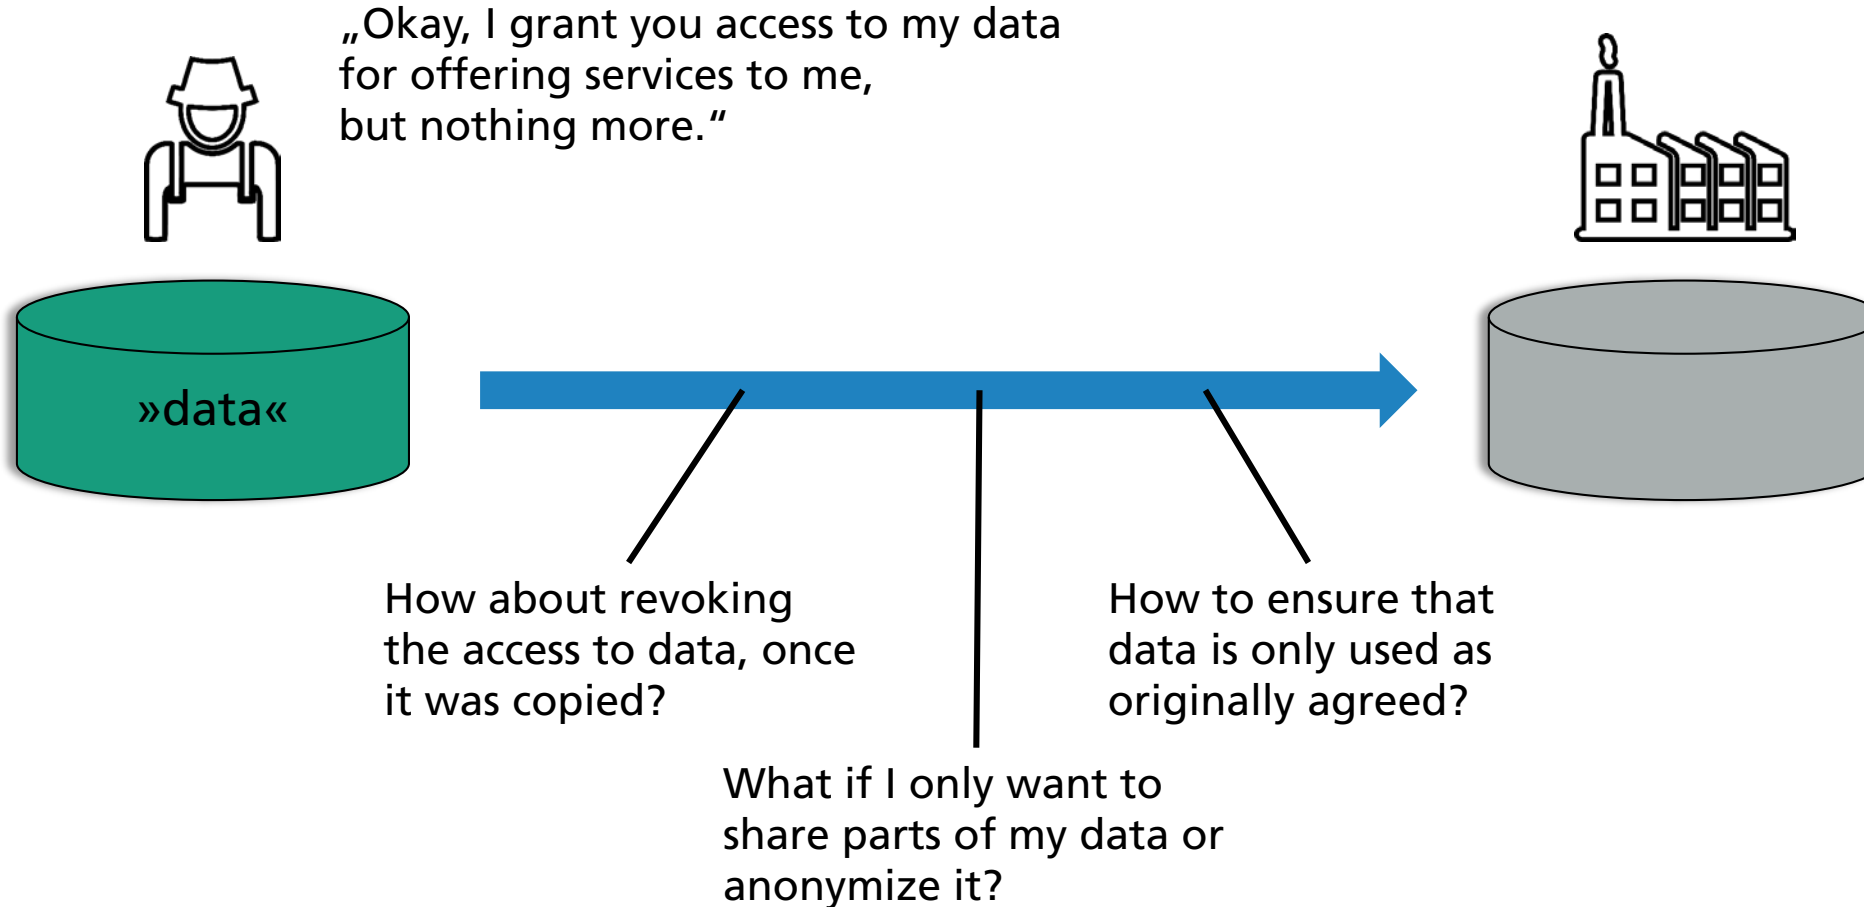 „Okay, I grant you access to my data
for offering services to me,
but nothing more.“
»data«
How about revoking
the access to data, once
it was copied?
How to ensure that
data is only used as
originally agreed?
What if I only want to
share parts of my data or
anonymize it?